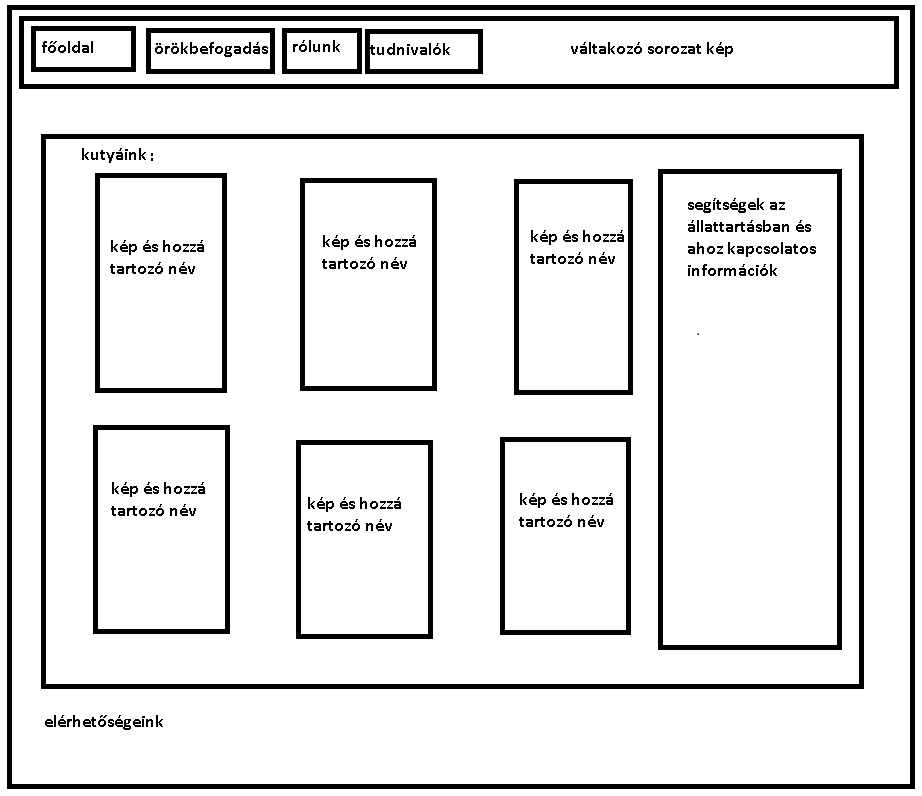 főoldal
örökbefogadás
rólunk
tudnivalók
váltakozó sorozat kép
kutyáink :
kép és hozzá
tartozó név
kép és hozzá
tartozó név
kép és hozzá
tartozó név
segítségek az
állattartásban és
ahoz kapcsolatos
információk
kép és hozzá
tartozó név
kép és hozzá
tartozó név
kép és hozzá
tartozó név
elérhetőségeink